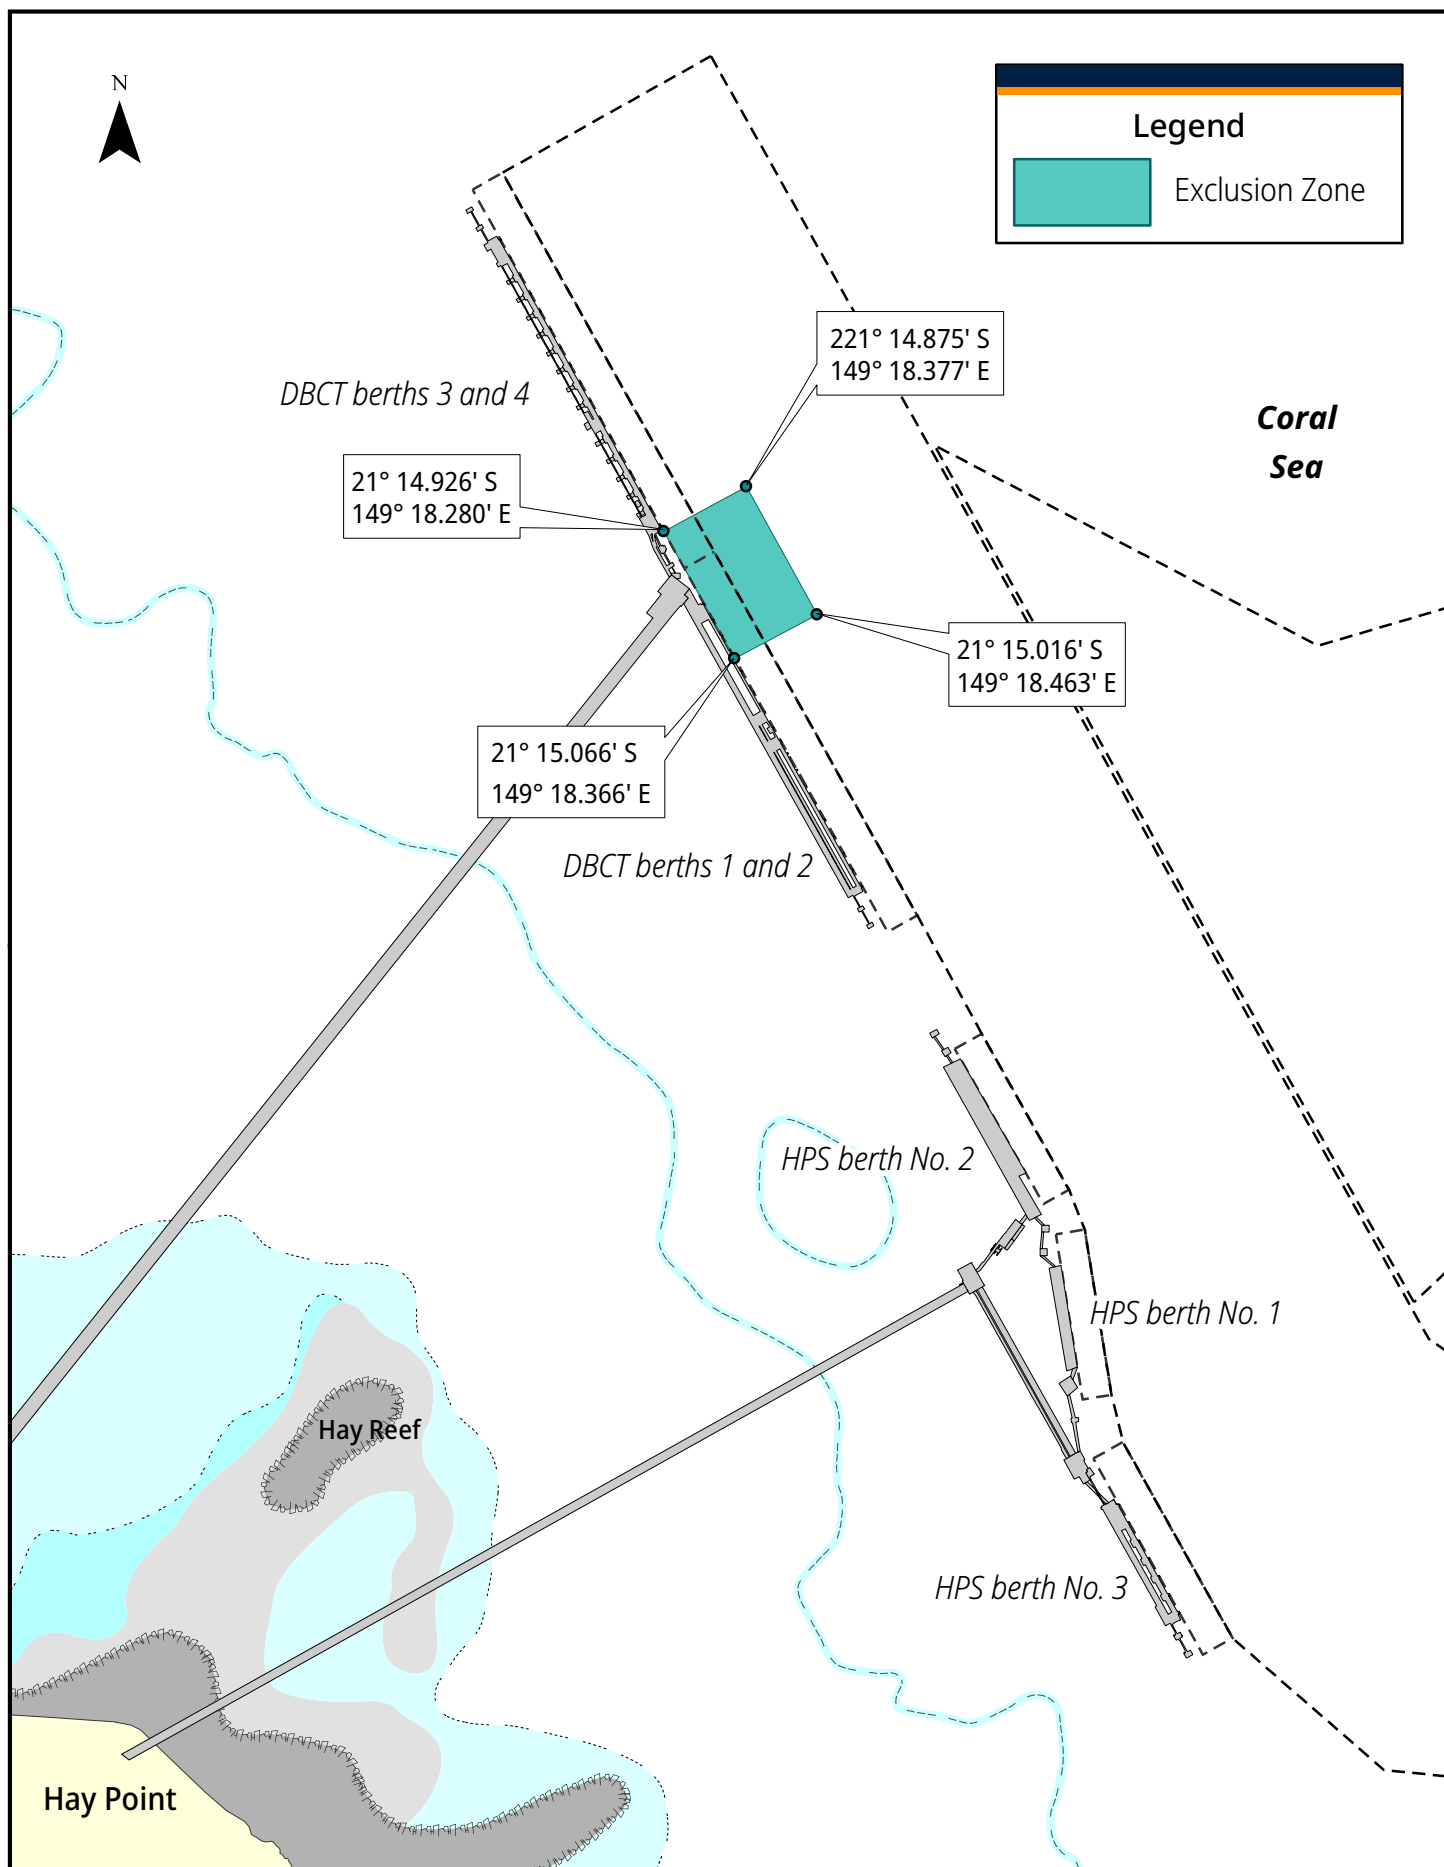 N
Legend
Exclusion Zone
221° 14.875' S
149° 18.377' E
DBCT berths 3 and 4
Coral
Sea
21° 14.926' S
149° 18.280' E
21° 15.016' S
149° 18.463' E
21° 15.066' S
149° 18.366' E
DBCT berths 1 and 2
HPS berth No. 2
HPS berth No. 1
Hay Reef
HPS berth No. 3
Hay Point